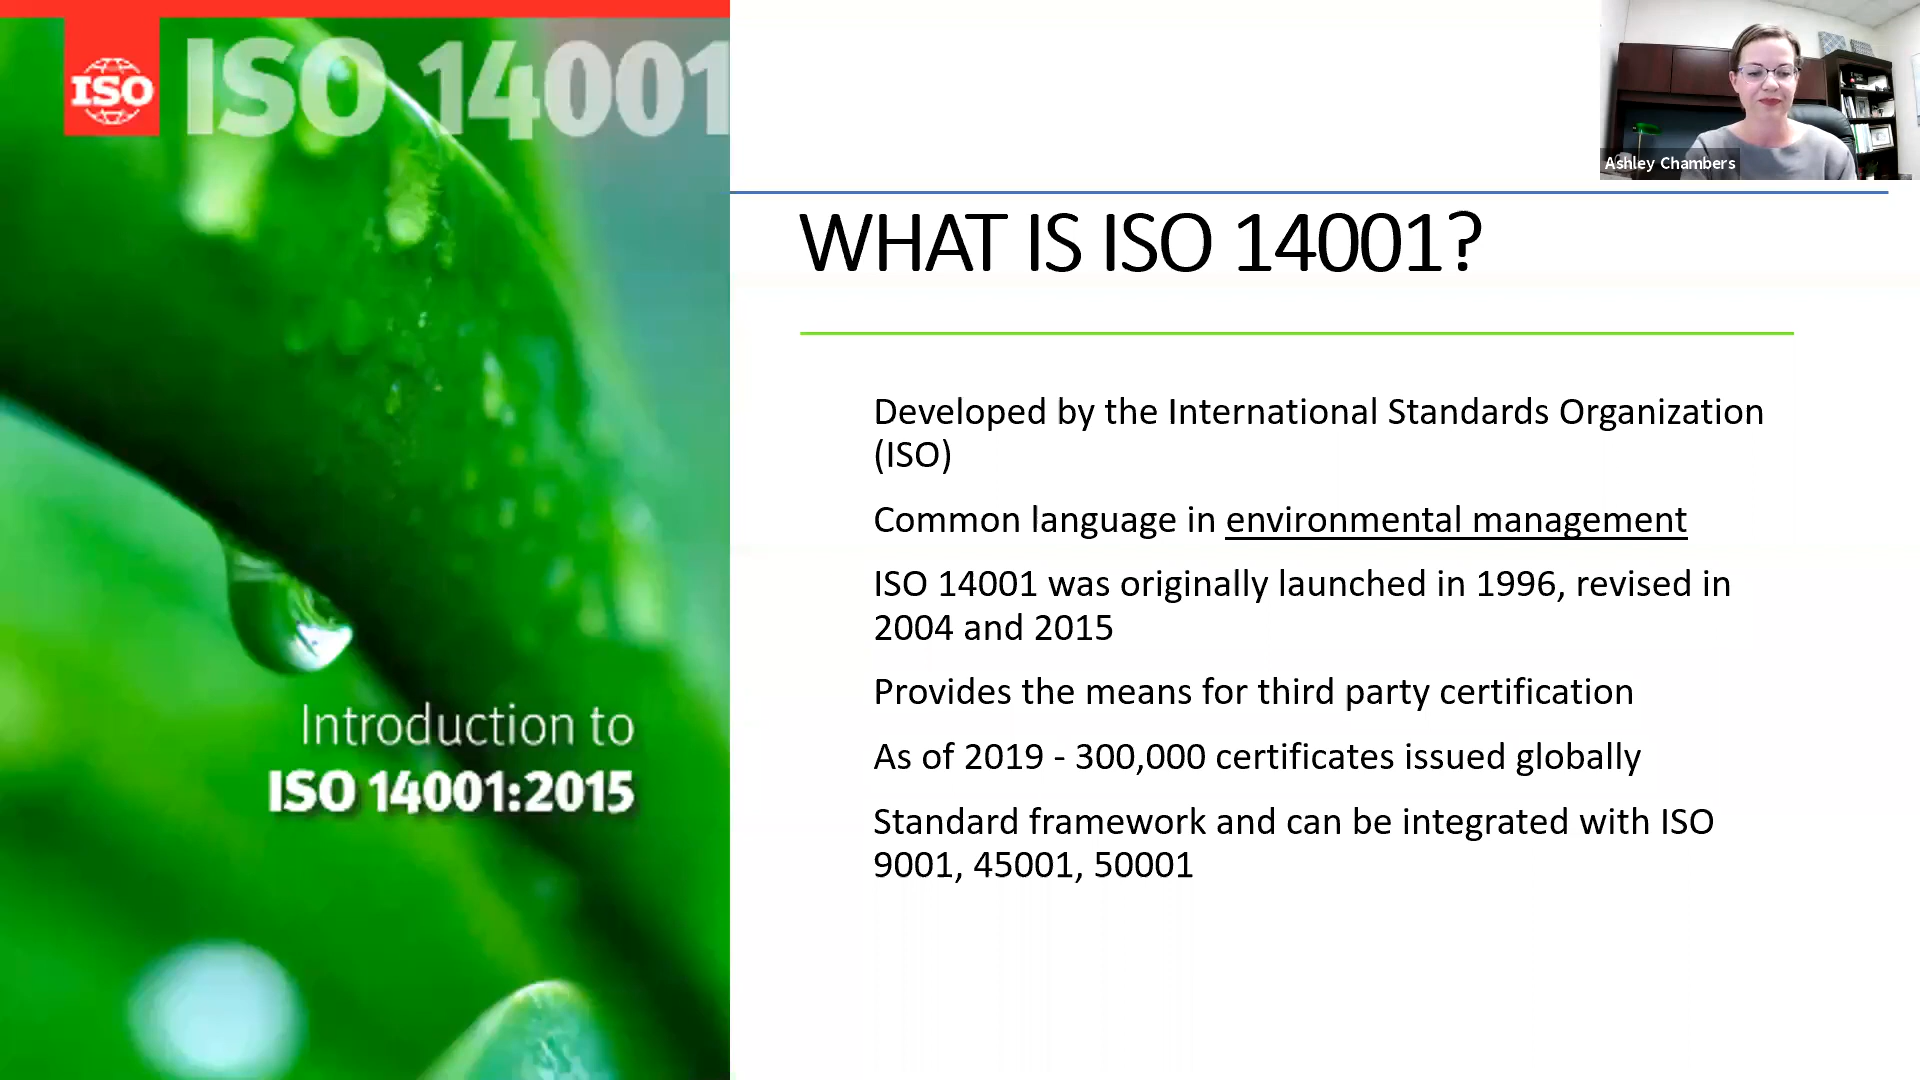 ISO
ISO 14001
Introduction to
ISO 14001:2015
Ashley Chambers
WHAT IS ISO 14001?
Developed by the International Standards Organization
(ISO)
Common language in environmental management
ISO 14001 was originally launched in 1996, revised in
2004 and 2015
Provides the means for third party certification
As of 2019 - 300,000 certificates issued globally
Standard framework and can be integrated with ISO
9001, 45001, 50001